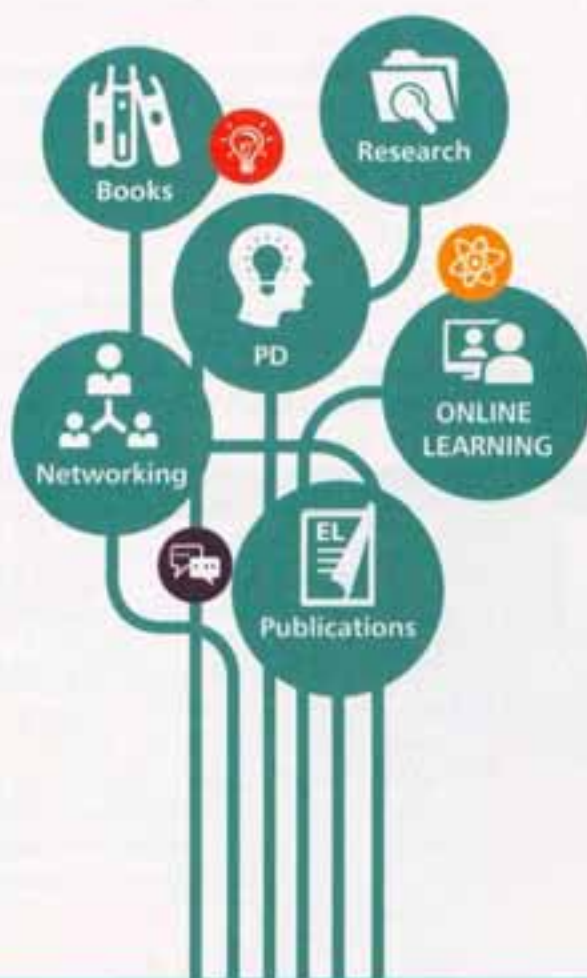 Books
Research
PD
ONLINE
LEARNING
Networking
EL
Publications